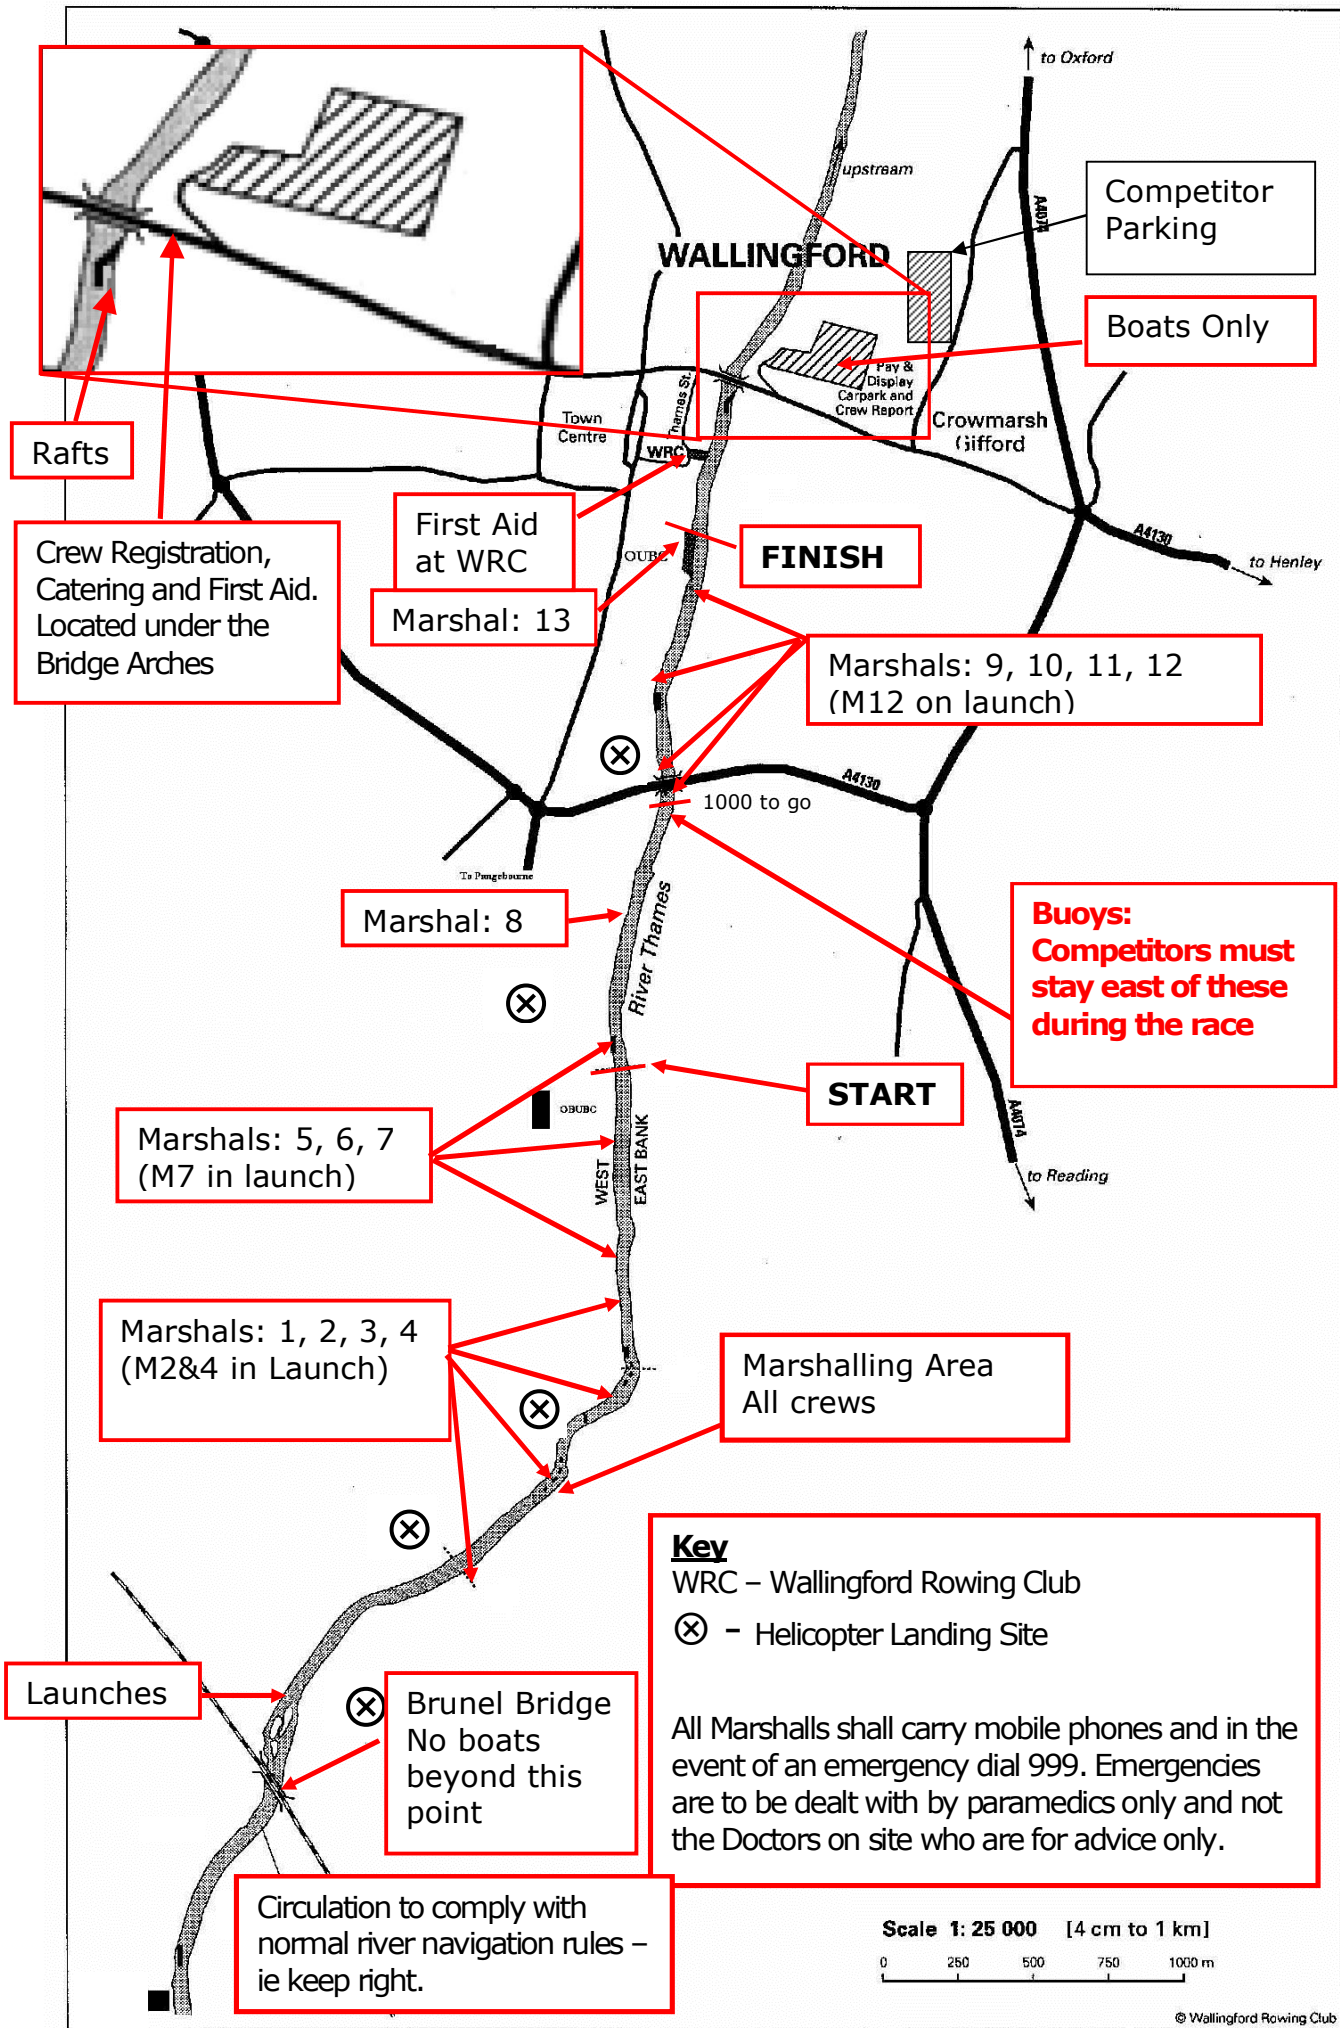 to Oxford
upstream
A4074
Competitor
Parking
WALLINGFORD
Boats Only
Pay &
Display
Carpark and
Crew Report
Thames St.
Town
Centre
Crowmarsh
Gifford
WRC
Rafts
First Aid
at WRC
OUBC
FINISH
A4130
to Henley
Crew Registration,
Catering and First Aid.
Located under the
Bridge Arches
Marshal: 13
Marshals: 9, 10, 11, 12
(M12 on launch)
A4130
1000 to go
To Pangebourne
Marshal: 8
River Thames
Buoys:
Competitors must
stay east of these
during the race
START
OBUBC
A4074
to Reading
Marshals: 5, 6, 7
(M7 in launch)
WEST
EAST BANK
Marshals: 1, 2, 3, 4
(M2&4 in Launch)
Marshalling Area
All crews
Key
WRC – Wallingford Rowing Club
– Helicopter Landing Site
All Marshalls shall carry mobile phones and in the
event of an emergency dial 999. Emergencies
are to be dealt with by paramedics only and not
the Doctors on site who are for advice only.
Launches
Brunel Bridge
No boats
beyond this
point
Circulation to comply with
normal river navigation rules –
ie keep right.
Scale 1: 25 000 [4 cm to 1 km]
0 250 500 750 1000 m
© Wallingford Rowing Club